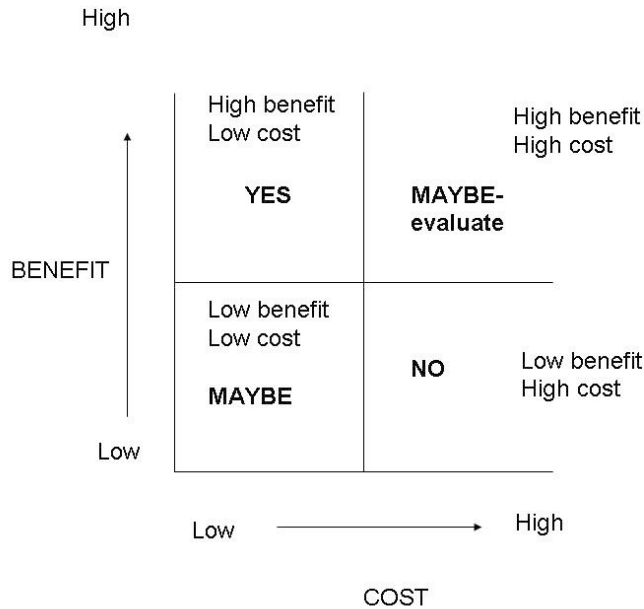 High
High benefit
Low cost
High benefit
High cost
YES
MAYBE-
evaluate
BENEFIT
Low benefit
Low cost
MAYBE
NO
Low benefit
High cost
Low
Low
High
COST